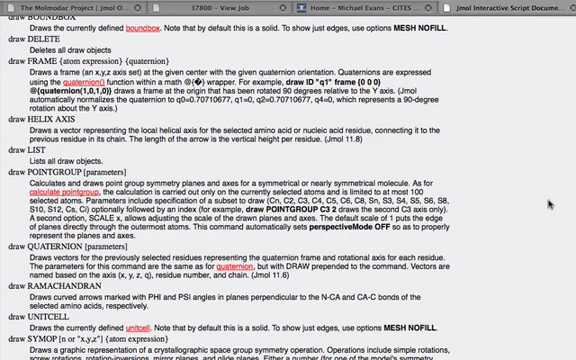 The Molmodac Project | Jmol O
37800 – View Job
Home – Michael Evans – CITES ...
Jmol Interactive Script Docume...
draw BOUNDBOX
Draws the currently defined boundbox. Note that by default this is a solid. To show just edges, use options MESH NOFILL.
draw DELETE
Deletes all draw objects
draw FRAME {atom expression} {quaternion}
Draws a frame (an x,y,z axis set) at the given center with the given quaternion orientation. Quaternions are expressed
using the quaternion() function within a math @{�} wrapper. For example, draw ID "q1" frame {0 0 0}
@{quaternion(1,0,1,0)} draws a frame at the origin that has been rotated 90 degrees relative to the Y axis. (Jmol
automatically normalizes the quaternion to q0=0.70710677, q1=0, q2=0.70710677, q4=0, which represents a 90-degree
rotation about the Y axis.
draw HELIX AXIS
Draws a vector representing the local helical axis for the selected amino acid or nucleic acid residue, connecting it to the
previous residue in its chain. The length of the arrow is the vertical height per residue. (Jmol 11.8)
draw LIST
Lists all draw objects.
draw POINTGROUP [parameters]
Calculates and draws point group symmetry planes and axes for a symmetrical or nearly symmetrical molecule. As for
calculate pointgroup, the calculation is carried out only on the currently selected atoms and is limited to at most 100
selected atoms. Parameters include specification of a subset to draw (Cn, C2, C3, C4, C5, C6, C8, Sn, S3, S4, S5, S6, S8,
S10, S12, Cs, Ci) optionally followed by an index (for example, draw POINTGROUP C3 2 draws the second C3 axis only).
A second option, SCALE x, allows adjusting the scale of the drawn planes and axes. The default scale of 1 puts the edge
of planes directly through the outermost atoms. This command automatically sets perspectiveMode OFF so as to properly
represent the planes and axes.
draw QUATERNION [parameters]
Draws vectors for the previously selected residues representing the quaternion frame and rotational axis for each residue.
The parameters for this command are the same as for quaternion, but with DRAW prepended to the command. Vectors are
named based on the axis (x, y, z, q), residue number, and chain. (Jmol 11.6)
draw RAMACHANDRAN
Draws curved arrows marked with PHI and PSI angles in planes perpendicular to the N-CA and CA-C bonds of the
selected amino acids, respectively.
draw UNITCELL
Draws the currently defined unitcell. Note that by default this is a solid. To show just edges, use options MESH NOFILL.
draw SYMOP [n or "x,y,z"] {atom expression}
Draws a graphic representation of a crystallographic space group symmetry operation. Operations include simple rotations,
screw rotations, rotation-inversions, mirror planes, and glide planes. Either a number (for one of the model's symmetry